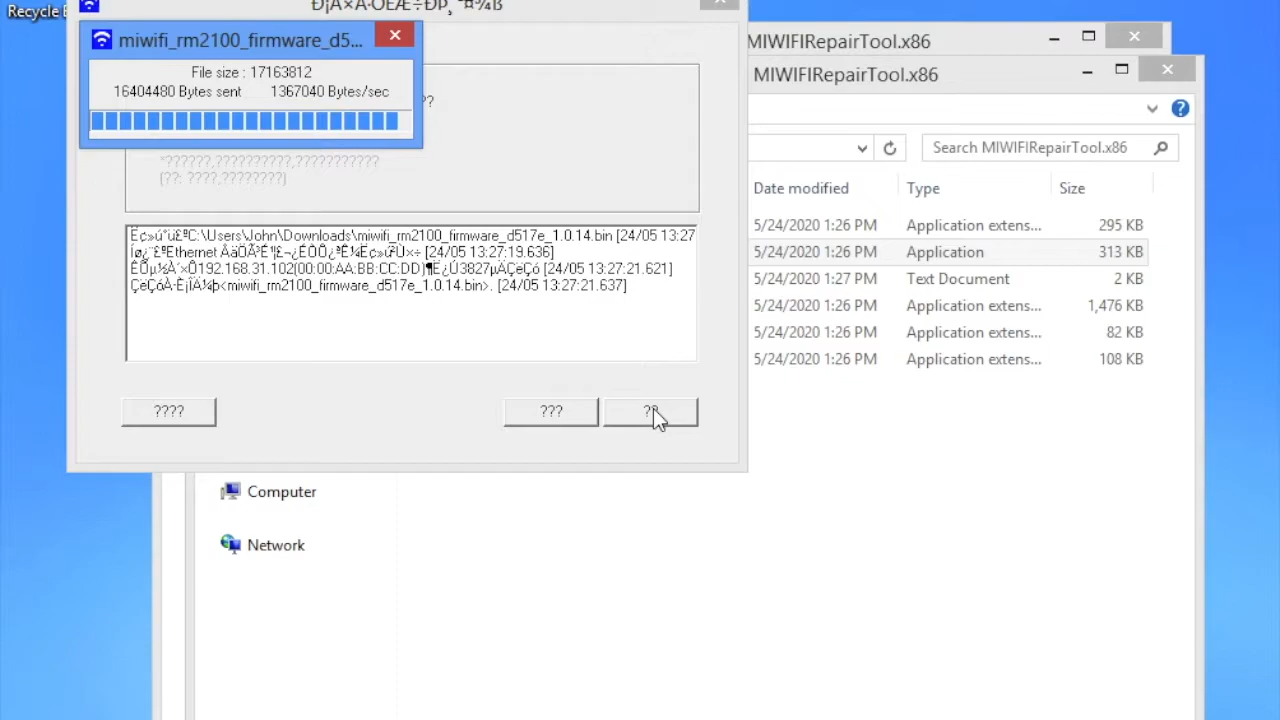 Recycle
miwifi_rm2100_firmware_d5...
File size : 17163812
16404480 Bytes sent 1367040 Bytes/sec
??
*??????,??????????,???????????
(??: ????,????????)
C:\Users\John\Downloads\miwifi_rm2100_firmware_d517e_1.0.14.bin [24/05 13:27
Ethernet [24/05 13:27:19.636]
192.168.31.102(00:00:AA:BB:CC:DD) 3827 [24/05 13:27:21.621]
<miwifi_rm2100_firmware_d517e_1.0.14.bin>. [24/05 13:27:21.637]
????
???
MIWIFIRepairTool.x86
MIWIFIRepairTool.x86
Search MIWIFIRepairTool.x86
Date modified Type Size
5/24/2020 1:26 PM Application extens... 295 KB
5/24/2020 1:26 PM Application 313 KB
5/24/2020 1:27 PM Text Document 2 KB
5/24/2020 1:26 PM Application extens... 1,476 KB
5/24/2020 1:26 PM Application extens... 82 KB
5/24/2020 1:26 PM Application extens... 108 KB
Computer
Network